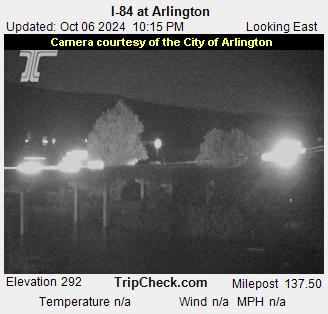 I-84 at Arlington
Updated: Oct 06 2024 10:15 PM Looking East
Camera courtesy of the City of Arlington
Elevation 292 TripCheck.com Milepost 137.50
Temperature n/a Wind n/a MPH n/a